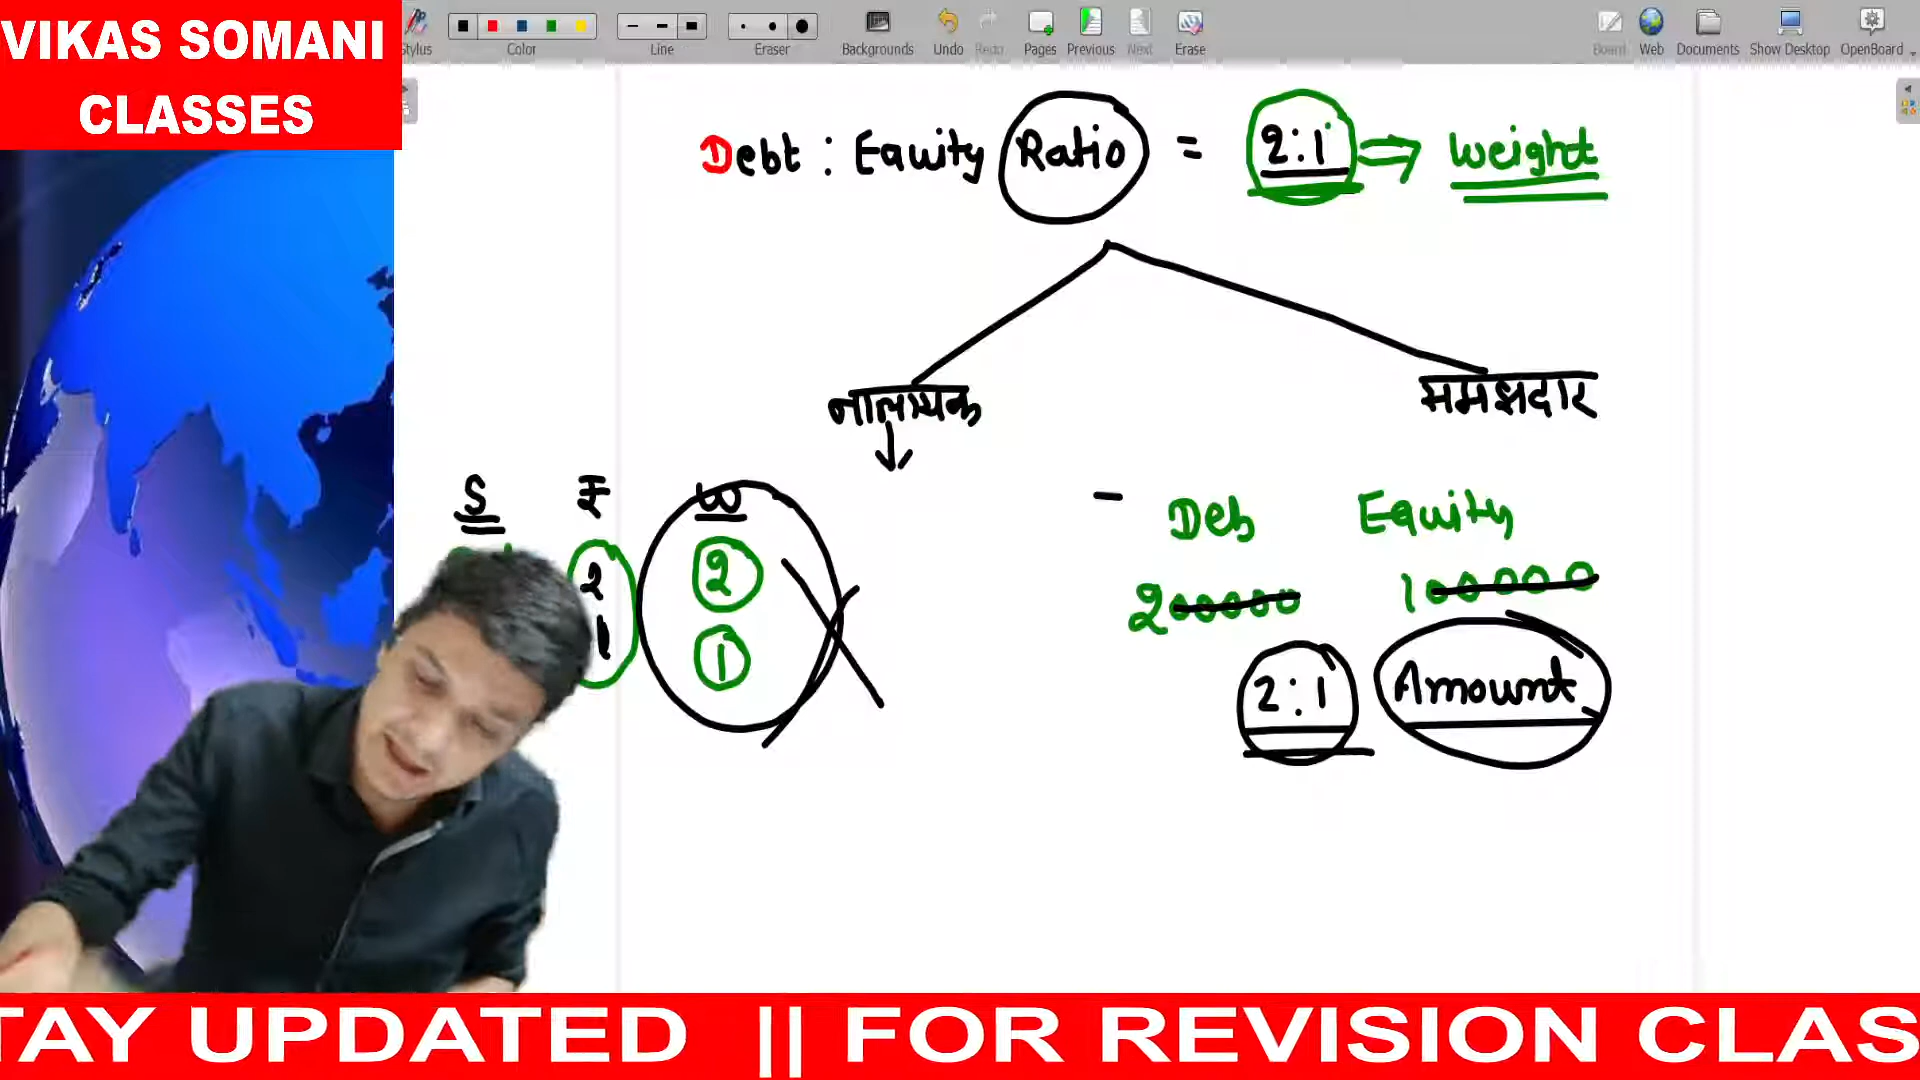 VIKAS SOMANI
CLASSES
Stylus Color Line Eraser Backgrounds Undo Redo Pages Previous Next Erase Board Web Documents Show Desktop OpenBoard
Debt : Equity Ratio = 2:1 ⇒ Weight
नालायक समझदार
S ₹ W
2 2
1 1
- Deb Equity
200000 100000
2:1 Amount
TAY UPDATED || FOR REVISION CLAS